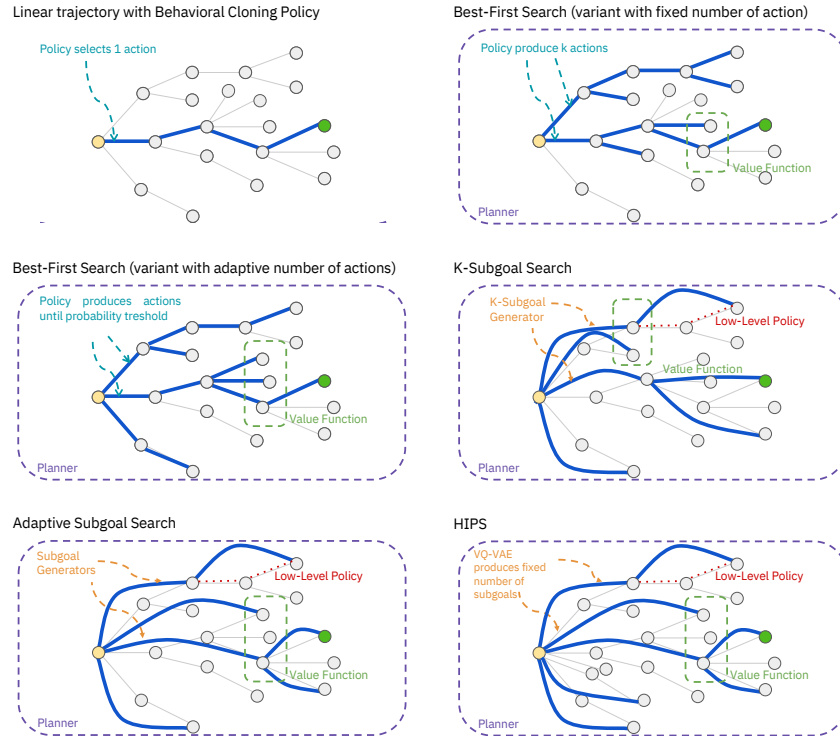 Linear trajectory with Behavioral Cloning Policy
Policy selects 1 action
Best-First Search (variant with fixed number of action)
Policy produce k actions
Value Function
Planner
Best-First Search (variant with adaptive number of actions)
Policy produces actions
until probability treshold
Value Function
Planner
K-Subgoal Search
K-Subgoal
Generator
Low-Level Policy
Value Function
Planner
Adaptive Subgoal Search
Subgoal
Generators
Low-Level Policy
Value Function
Planner
HIPS
VQ-VAE
produces fixed
number of
subgoals
Low-Level Policy
Value Function
Planner